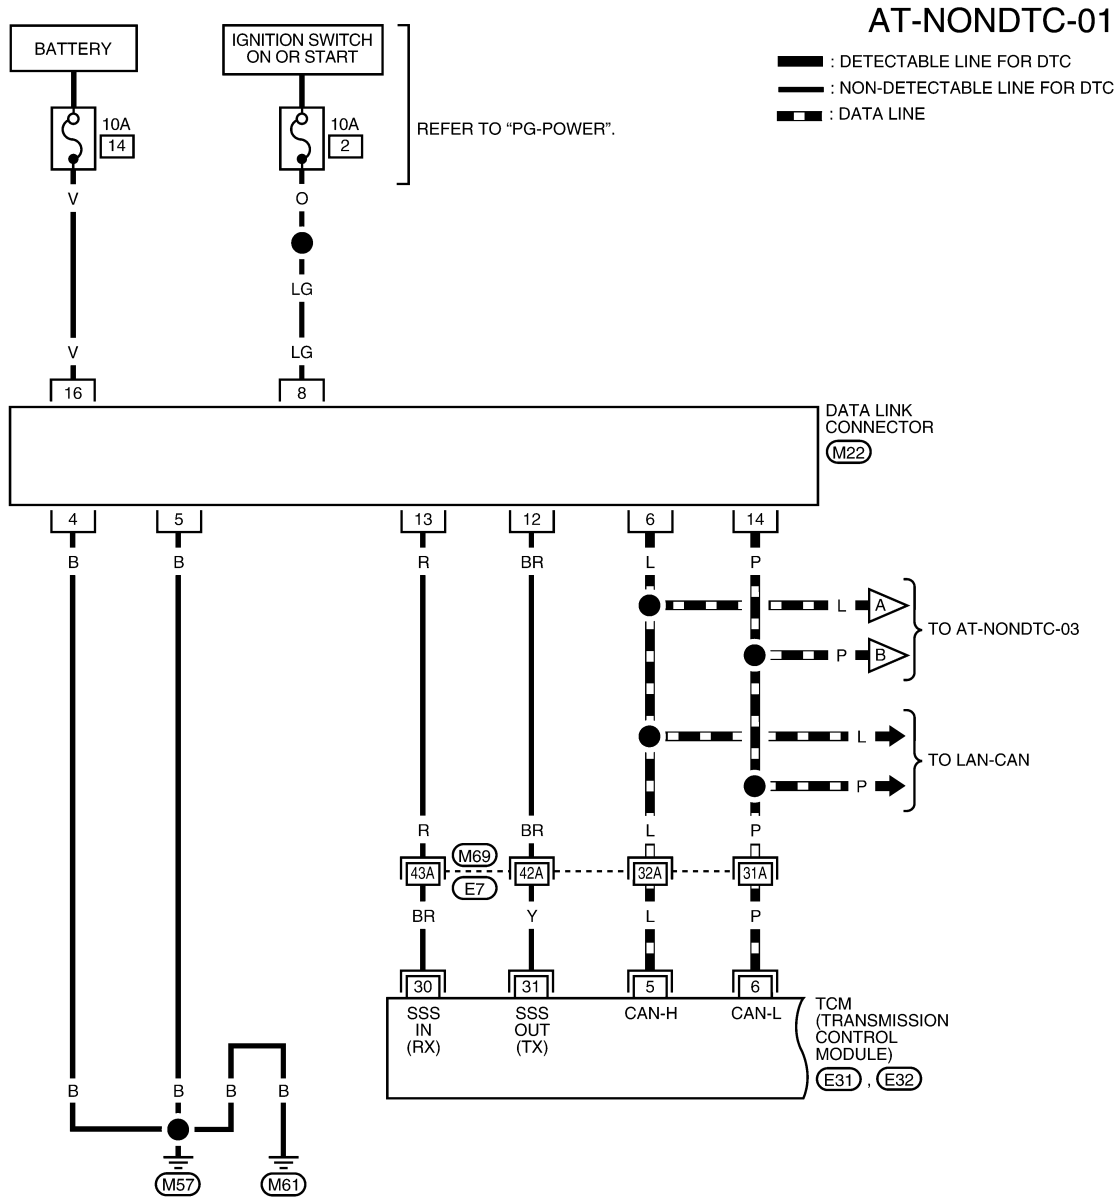 AT-NONDTC-01
BATTERY
IGNITION SWITCH
ON OR START
: DETECTABLE LINE FOR DTC
: NON-DETECTABLE LINE FOR DTC
: DATA LINE
10A
14
10A
2
REFER TO “PG-POWER”.
V
O
LG
V
LG
16
8
DATA LINK
CONNECTOR
M22
4
5
13
12
6
14
B
B
R
BR
L
P
L
A
TO AT-NONDTC-03
P
B
L
TO LAN-CAN
P
R
BR
L
P
M69
43A
42A
32A
31A
E7
BR
Y
L
P
30
31
5
6
SSS
IN
(RX)
SSS
OUT
(TX)
CAN-H
CAN-L
TCM
(TRANSMISSION
CONTROL
MODULE)
E31 , E32
B
B
B
B
M57
M61